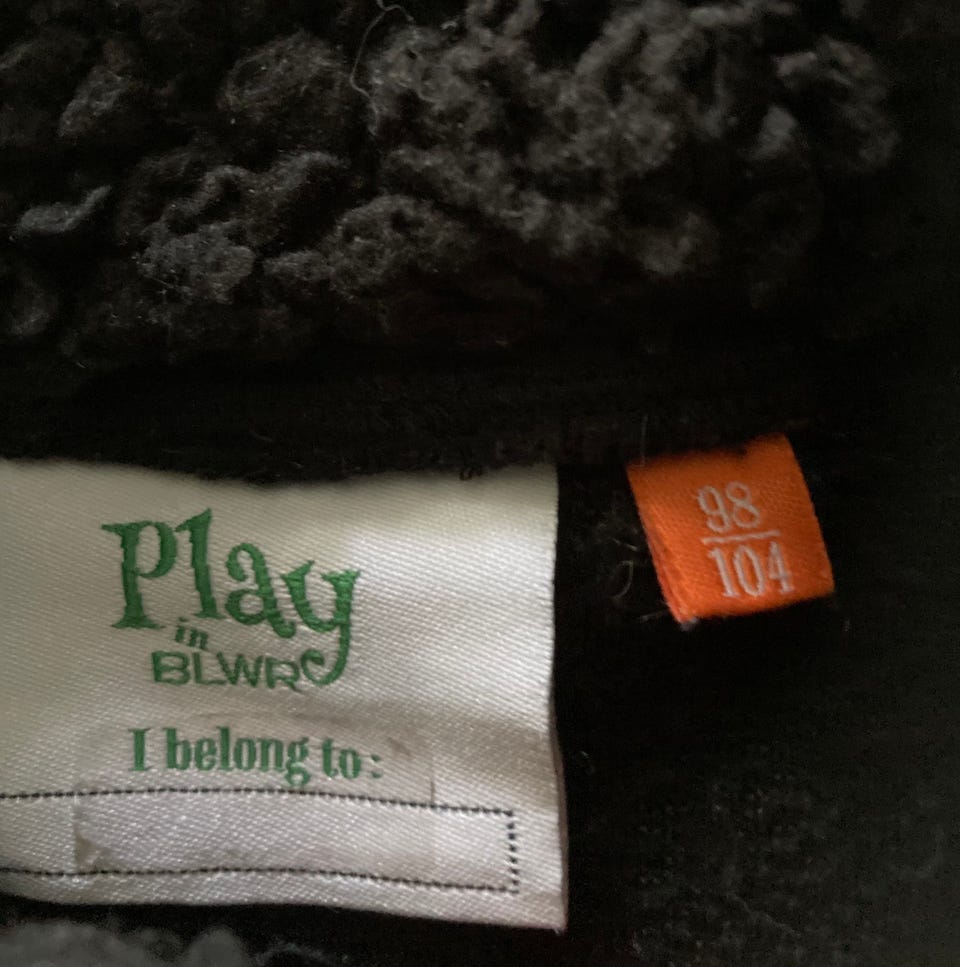 Play
in
BLWR
I belong to:
98
104